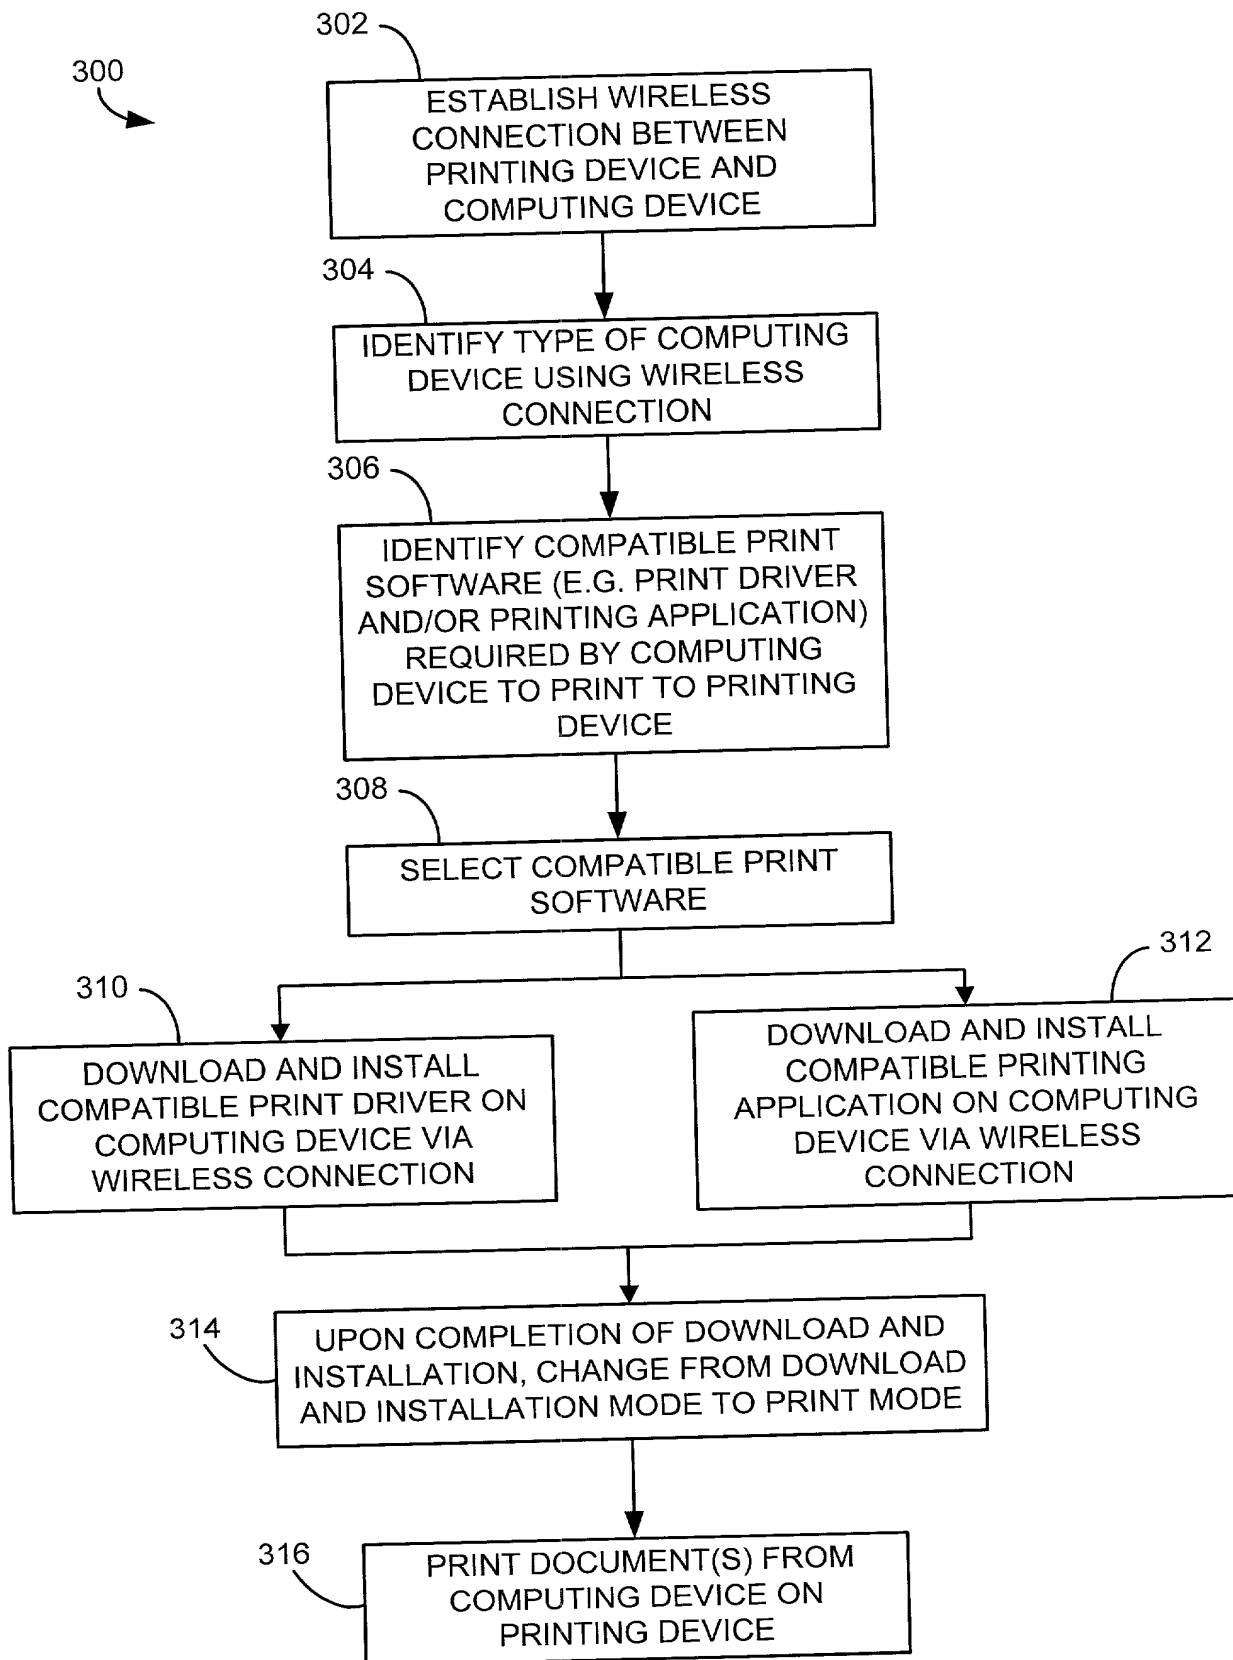 302
300
ESTABLISH WIRELESS
CONNECTION BETWEEN
PRINTING DEVICE AND
COMPUTING DEVICE
304
IDENTIFY TYPE OF COMPUTING
DEVICE USING WIRELESS
CONNECTION
306
IDENTIFY COMPATIBLE PRINT
SOFTWARE (E.G. PRINT DRIVER
AND/OR PRINTING APPLICATION)
REQUIRED BY COMPUTING
DEVICE TO PRINT TO PRINTING
DEVICE
308
SELECT COMPATIBLE PRINT
SOFTWARE
310
DOWNLOAD AND INSTALL
COMPATIBLE PRINT DRIVER ON
COMPUTING DEVICE VIA
WIRELESS CONNECTION
312
DOWNLOAD AND INSTALL
COMPATIBLE PRINTING
APPLICATION ON COMPUTING
DEVICE VIA WIRELESS
CONNECTION
314
UPON COMPLETION OF DOWNLOAD AND
INSTALLATION, CHANGE FROM DOWNLOAD
AND INSTALLATION MODE TO PRINT MODE
316
PRINT DOCUMENT(S) FROM
COMPUTING DEVICE ON
PRINTING DEVICE